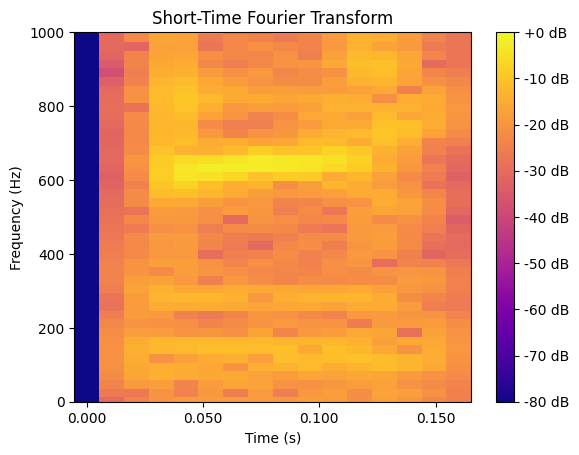 Short-Time Fourier Transform
Frequency (Hz)
1000
800
600
400
200
0
0.000
0.050
0.100
0.150
Time (s)
+0 dB
-10 dB
-20 dB
-30 dB
-40 dB
-50 dB
-60 dB
-70 dB
-80 dB